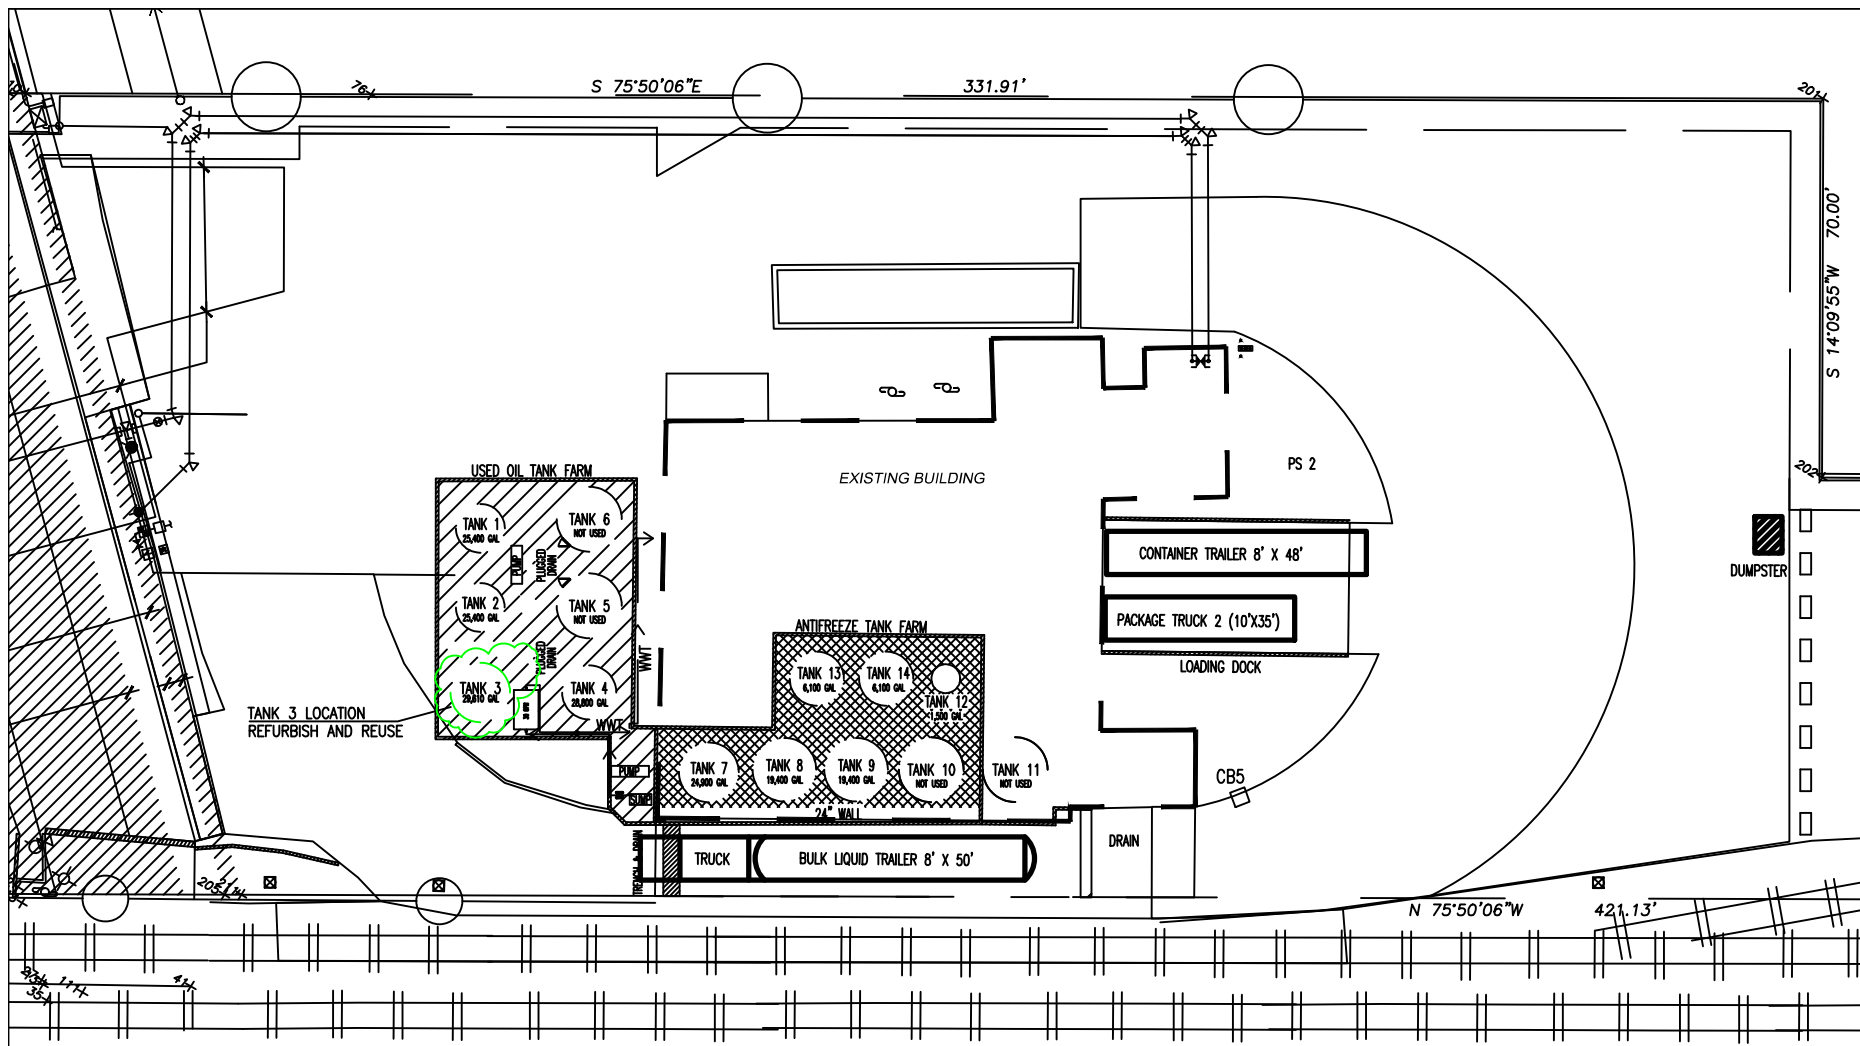 76
S 75°50'06"E
331.91'
201
S 14°09'55"W 70.00'
202
EXISTING BUILDING
PS 2
USED OIL TANK FARM
TANK 1
25,400 GAL
TANK 6
NOT USED
PUMP
PLUGGED
DRAIN
TANK 2
25,400 GAL
TANK 5
NOT USED
PLUGGED
DRAIN
TANK 3
29,610 GAL
TANK 4
28,800 GAL
WWT
WWT
TANK 3 LOCATION
REFURBISH AND REUSE
CONTAINER TRAILER 8' X 48'
PACKAGE TRUCK 2 (10'X35')
LOADING DOCK
DUMPSTER
ANTIFREEZE TANK FARM
TANK 13
6,100 GAL
TANK 14
6,100 GAL
TANK 12
1,500 GAL
TANK 7
24,900 GAL
TANK 8
19,400 GAL
TANK 9
19,400 GAL
TANK 10
NOT USED
TANK 11
NOT USED
PUMP
SUMP
24" WALL
CB5
DRAIN
TRENCH & DRAIN
TRUCK
BULK LIQUID TRAILER 8' X 50'
N 75°50'06"W
421.13'
205
214
111
41
35